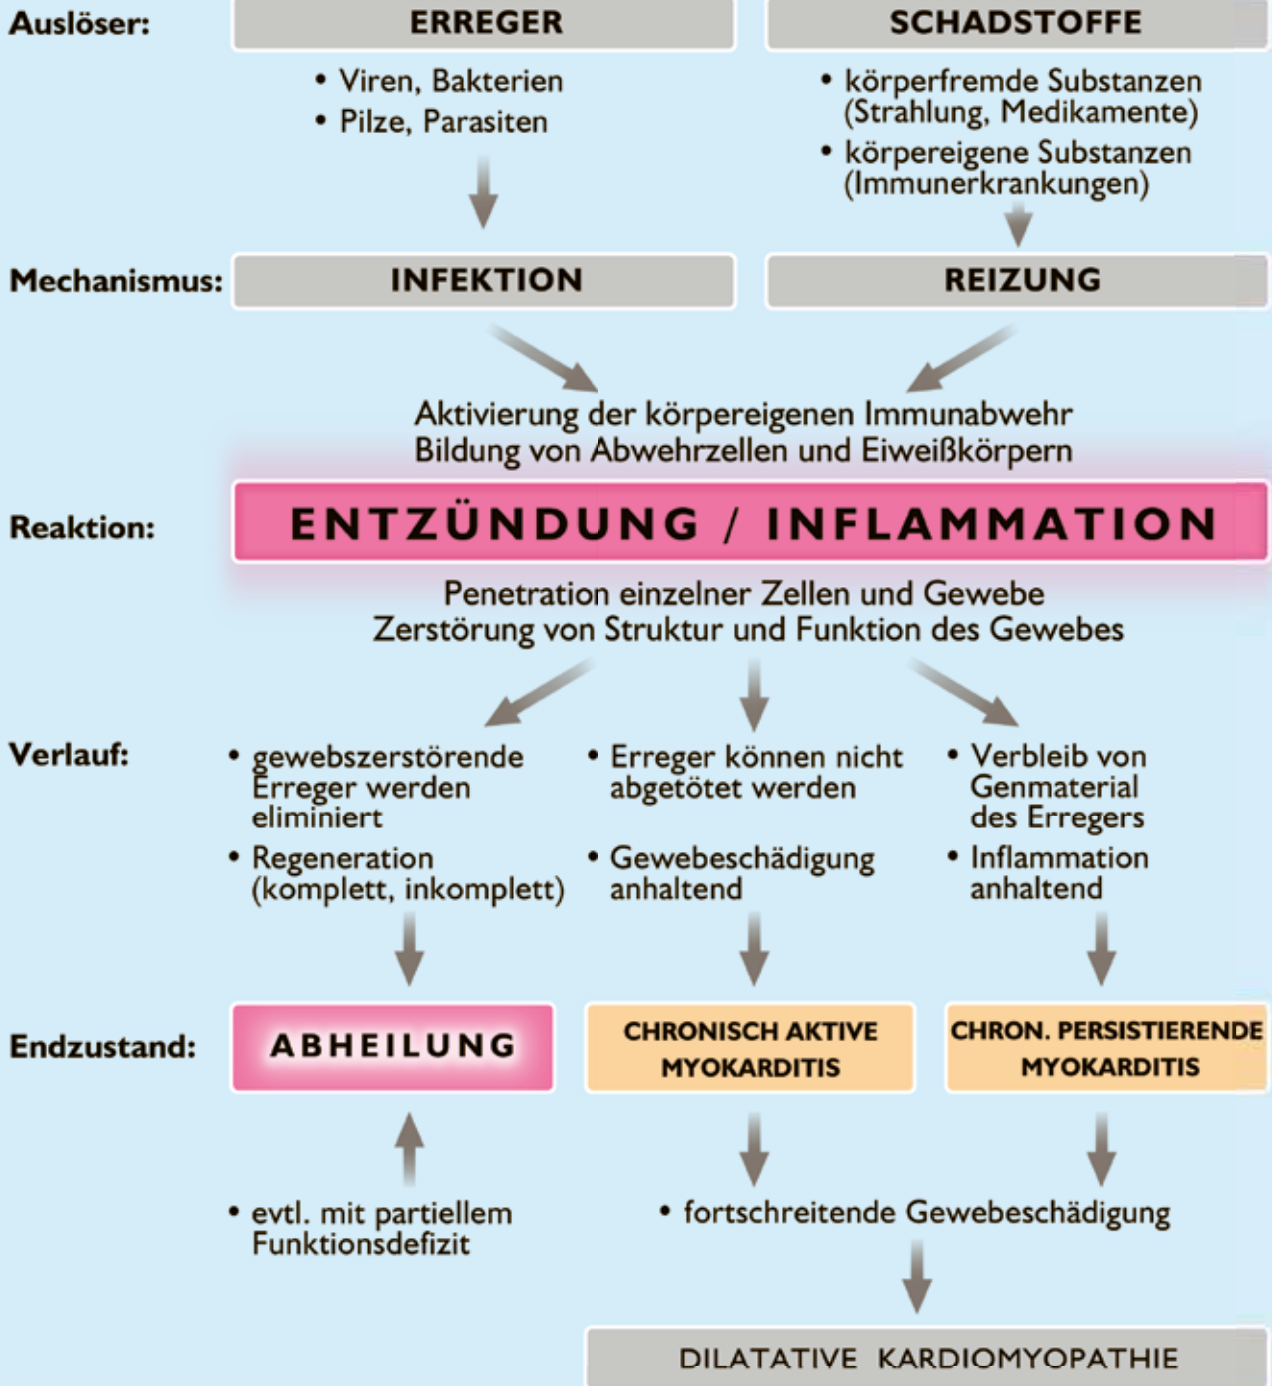 Auslöser:
ERREGER
SCHADSTOFFE
• Viren, Bakterien
• Pilze, Parasiten
• körperfremde Substanzen
(Strahlung, Medikamente)
• körpereigene Substanzen
(Immunerkrankungen)
Mechanismus:
INFEKTION
REIZUNG
Aktivierung der körpereigenen Immunabwehr
Bildung von Abwehrzellen und Eiweißkörpern
Reaktion:
ENTZÜNDUNG / INFLAMMATION
Penetration einzelner Zellen und Gewebe
Zerstörung von Struktur und Funktion des Gewebes
Verlauf:
• gewebszerstörende
Erreger werden
eliminiert
• Regeneration
(komplett, inkomplett)
• Erreger können nicht
abgetötet werden
• Gewebeschädigung
anhaltend
• Verbleib von
Genmaterial
des Erregers
• Inflammation
anhaltend
Endzustand:
ABHEILUNG
CHRONISCH AKTIVE
MYOKARDITIS
CHRON. PERSISTIERENDE
MYOKARDITIS
• evtl. mit partiellem
Funktionsdefizit
• fortschreitende Gewebeschädigung
DILATATIVE KARDIOMYOPATHIE